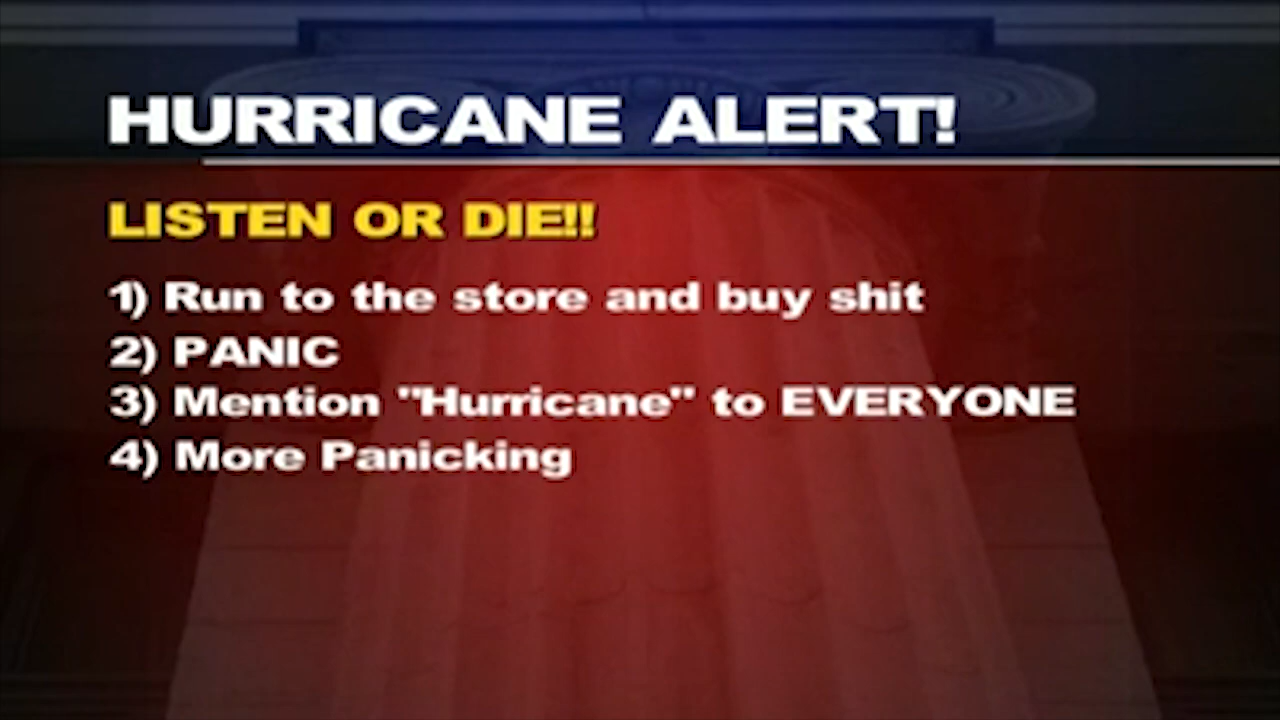 HURRICANE ALERT!
LISTEN OR DIE!!
1) Run to the store and buy shit
2) PANIC
3) Mention "Hurricane" to EVERYONE
4) More Panicking